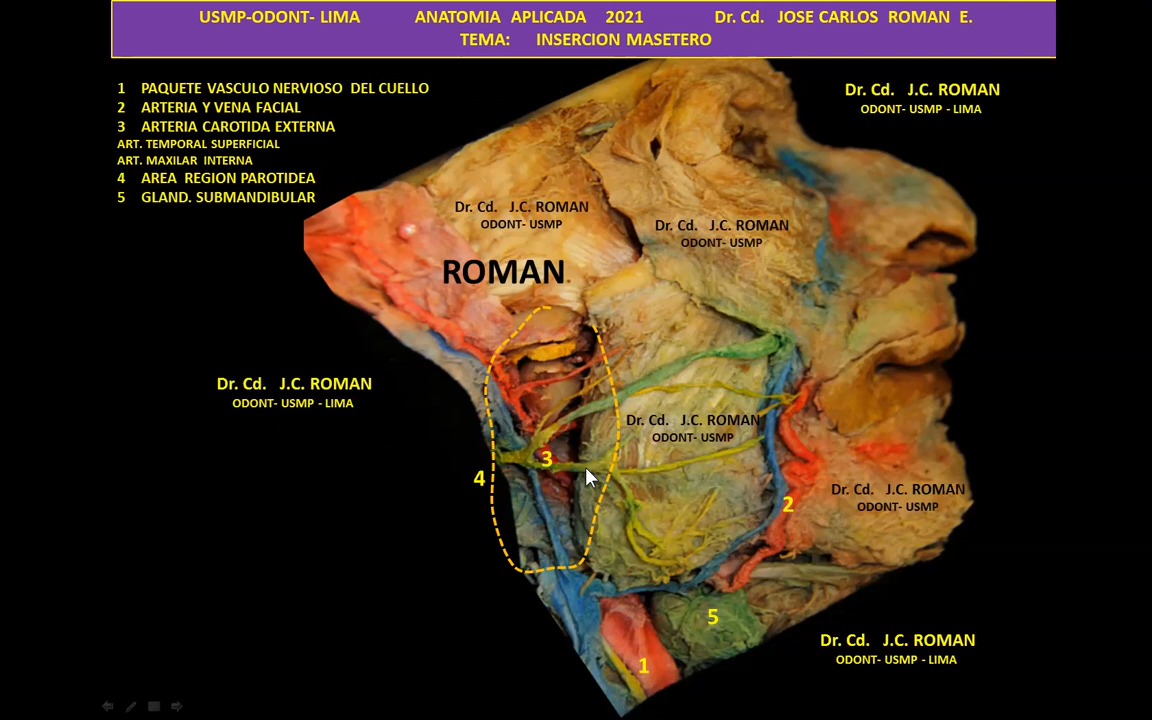 USMP-ODONT- LIMA ANATOMIA APLICADA 2021 Dr. Cd. JOSE CARLOS ROMAN E.
TEMA: INSERCION MASETERO
1 PAQUETE VASCULO NERVIOSO DEL CUELLO
2 ARTERIA Y VENA FACIAL
3 ARTERIA CAROTIDA EXTERNA
ART. TEMPORAL SUPERFICIAL
ART. MAXILAR INTERNA
4 AREA REGION PAROTIDEA
5 GLAND. SUBMANDIBULAR
Dr. Cd. J.C. ROMAN
ODONT- USMP - LIMA
Dr. Cd. J.C. ROMAN
ODONT- USMP
Dr. Cd. J.C. ROMAN
ODONT- USMP
ROMAN
Dr. Cd. J.C. ROMAN
ODONT- USMP - LIMA
Dr. Cd. J.C. ROMAN
ODONT- USMP
3
4
2
Dr. Cd. J.C. ROMAN
ODONT- USMP
5
1
Dr. Cd. J.C. ROMAN
ODONT- USMP - LIMA